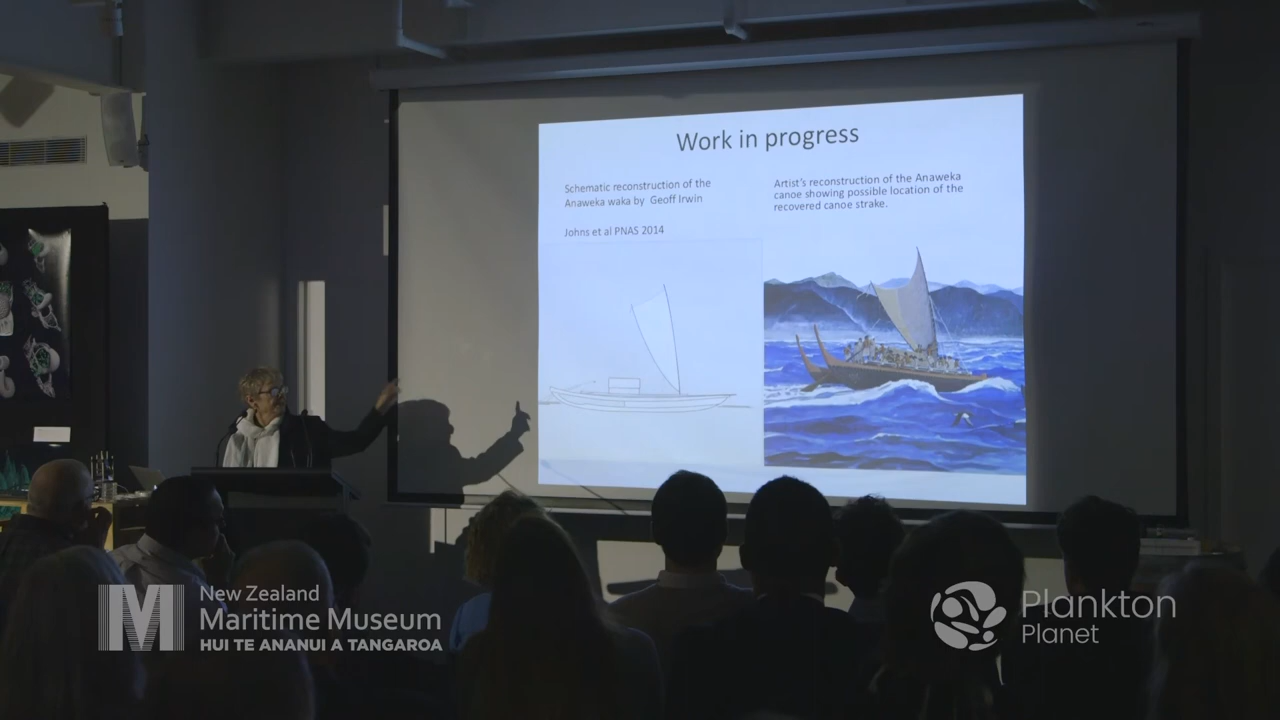 Work in progress
Schematic reconstruction of the
Anaweka waka by Geoff Irwin
Johns et al PNAS 2014
Artist's reconstruction of the Anaweka
canoe showing possible location of the
recovered canoe strake.
M
New Zealand
Maritime Museum
HUI TE ANANUI A TANGAROA
Plankton
Planet